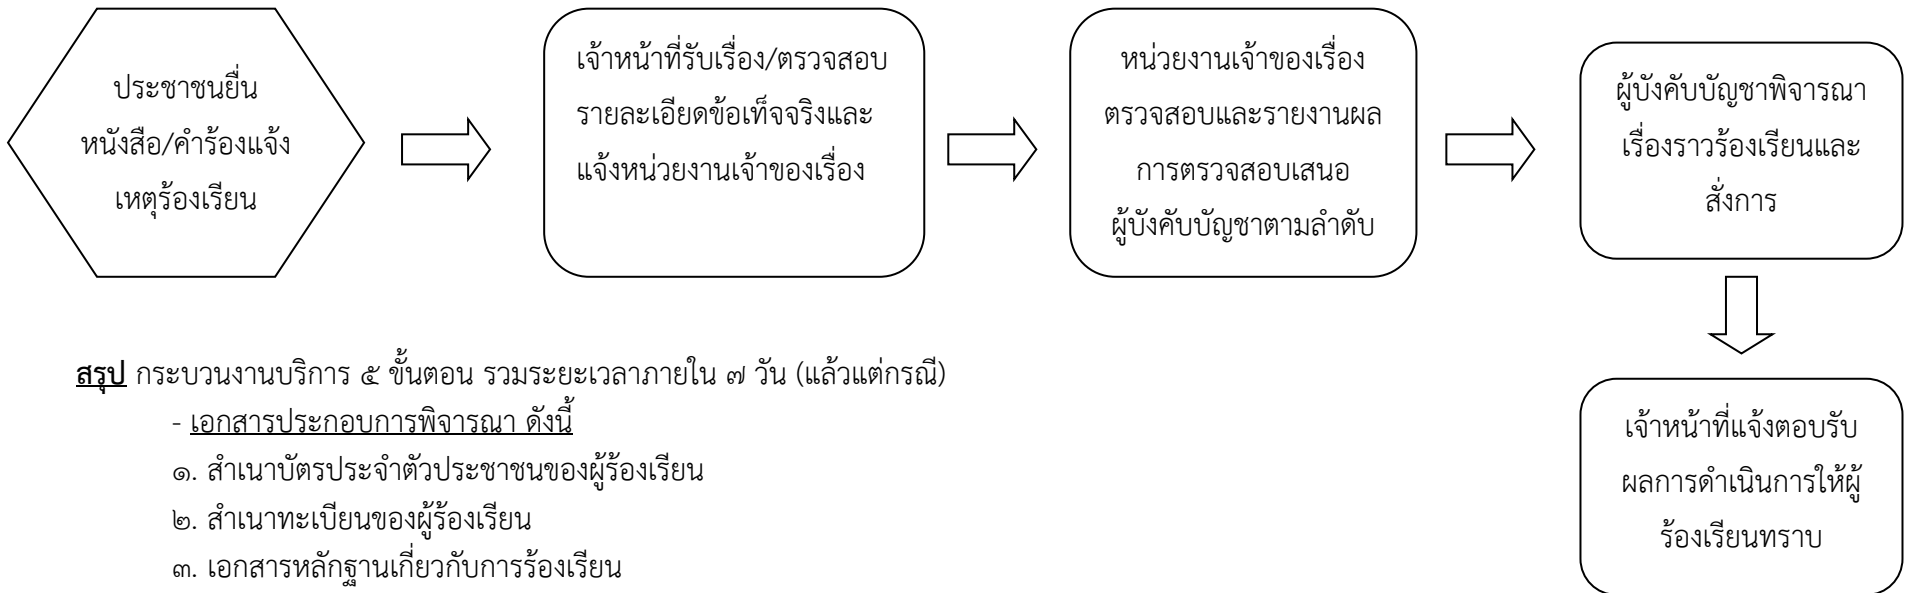 ประชาชนยื่น
หนังสือ/คำร้องแจ้ง
เหตุร้องเรียน
เจ้าหน้าที่รับเรื่อง/ตรวจสอบ
รายละเอียดข้อเท็จจริงและ
แจ้งหน่วยงานเจ้าของเรื่อง
หน่วยงานเจ้าของเรื่อง
ตรวจสอบและรายงานผล
การตรวจสอบเสนอ
ผู้บังคับบัญชาตามลำดับ
ผู้บังคับบัญชาพิจารณา
เรื่องราวร้องเรียนและ
สั่งการ
เจ้าหน้าที่แจ้งตอบรับ
ผลการดำเนินการให้ผู้
ร้องเรียนทราบ
สรุป กระบวนงานบริการ ๕ ขั้นตอน รวมระยะเวลาภายใน ๗ วัน (แล้วแต่กรณี)
- เอกสารประกอบการพิจารณา ดังนี้
๑. สำเนาบัตรประจำตัวประชาชนของผู้ร้องเรียน
๒. สำเนาทะเบียนของผู้ร้องเรียน
๓. เอกสารหลักฐานเกี่ยวกับการร้องเรียน